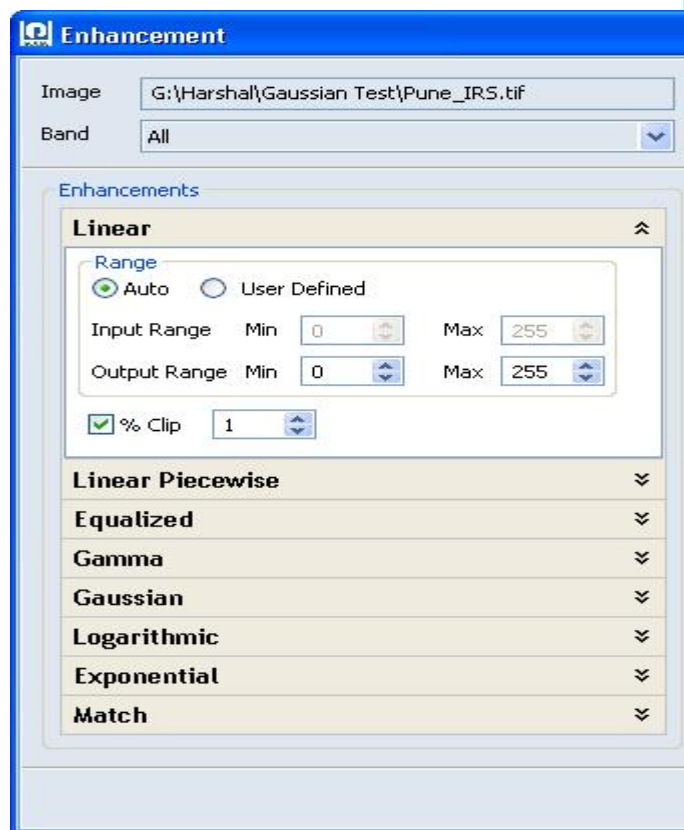 Enhancement
Image G:\Harshal\Gaussian Test\Pune_IRS.tif
Band All
Enhancements
Linear
Range
Auto User Defined
Input Range Min 0 Max 255
Output Range Min 0 Max 255
% Clip 1
Linear Piecewise
Equalized
Gamma
Gaussian
Logarithmic
Exponential
Match